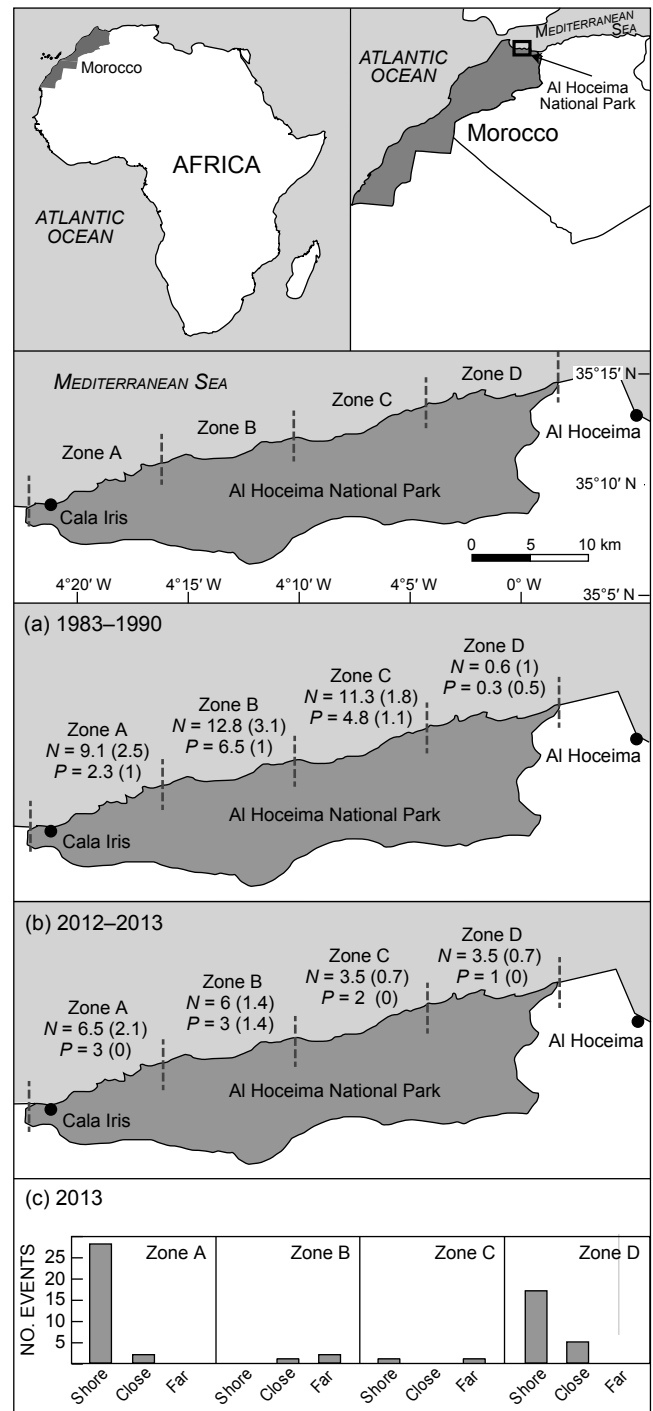 Morocco
AFRICA
ATLANTIC
OCEAN
MEDITERRANEAN
SEA
ATLANTIC
OCEAN
Al Hoceima
National Park
Morocco
MEDITERRANEAN SEA
Zone A
Zone B
Zone C
Zone D
35°15′ N
Al Hoceima
35°10′ N
Al Hoceima National Park
Cala Iris
0 5 10 km
4°20′ W 4°15′ W 4°10′ W 4°5′ W 0° W
35°5′ N
(a) 1983–1990
Zone A
N = 9.1 (2.5)
P = 2.3 (1)
Zone B
N = 12.8 (3.1)
P = 6.5 (1)
Zone C
N = 11.3 (1.8)
P = 4.8 (1.1)
Zone D
N = 0.6 (1)
P = 0.3 (0.5)
Al Hoceima
Al Hoceima National Park
Cala Iris
(b) 2012–2013
Zone A
N = 6.5 (2.1)
P = 3 (0)
Zone B
N = 6 (1.4)
P = 3 (1.4)
Zone C
N = 3.5 (0.7)
P = 2 (0)
Zone D
N = 3.5 (0.7)
P = 1 (0)
Al Hoceima
Al Hoceima National Park
Cala Iris
(c) 2013
NO. EVENTS
25
20
15
10
5
Zone A
Zone B
Zone C
Zone D
Shore Close Far Shore Close Far Shore Close Far Shore Close Far